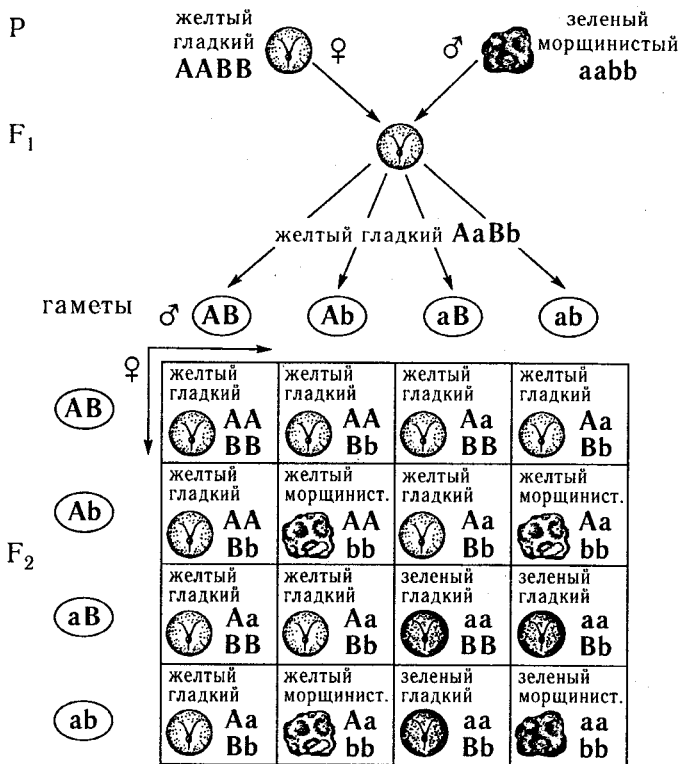 P
желтый
гладкий
AABB
♀
♂
зеленый
морщинистый
aabb
F₁
желтый гладкий AaBb
гаметы ♂ AB Ab aB ab
♀
F₂
AB
желтый гладкий AA BB
желтый гладкий AA Bb
желтый гладкий Aa BB
желтый гладкий Aa Bb
Ab
желтый гладкий AA Bb
желтый морщинист. AA bb
желтый гладкий Aa Bb
желтый морщинист. Aa bb
aB
желтый гладкий Aa BB
желтый гладкий Aa Bb
зеленый гладкий aa BB
зеленый гладкий aa Bb
ab
желтый гладкий Aa Bb
желтый морщинист. Aa bb
зеленый гладкий aa Bb
зеленый морщинист. aa bb